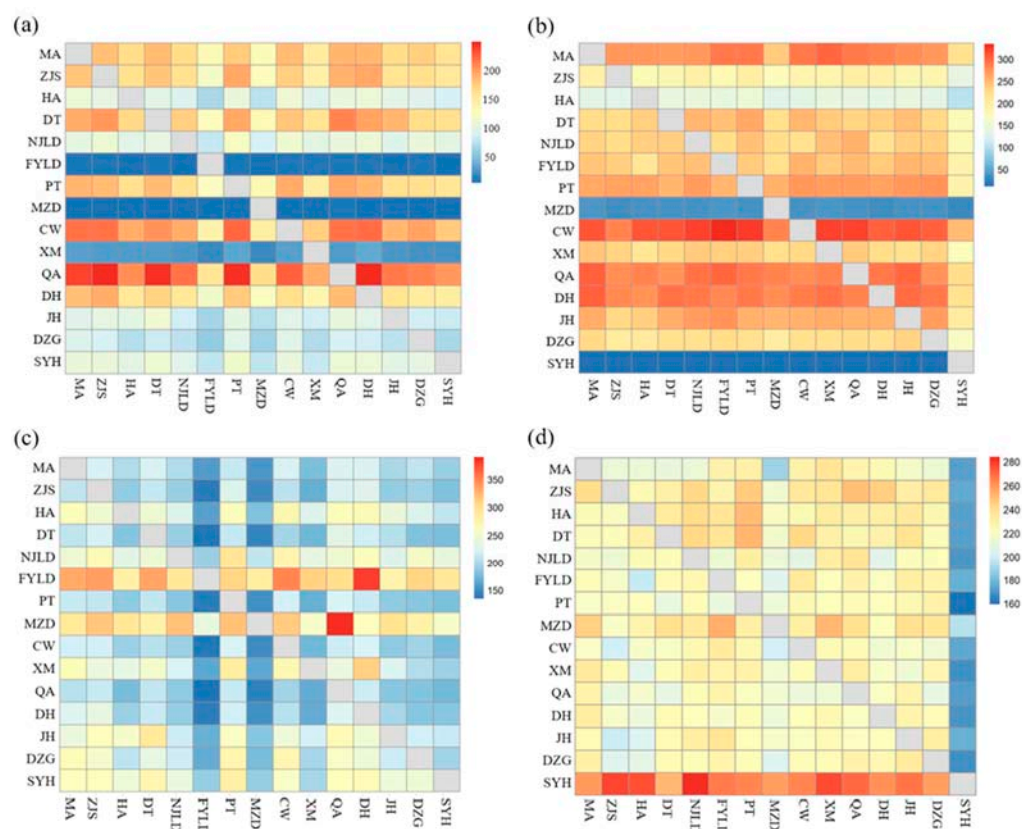 (a)
MA
ZJS
HA
DT
NJLD
FYLD
PT
MZD
CW
XM
QA
DH
JH
DZG
SYH
MA ZJS HA DT NJLD FYLD PT MZD CW XM QA DH JH DZG SYH
200
150
100
50
(b)
MA
ZJS
HA
DT
NJLD
FYLD
PT
MZD
CW
XM
QA
DH
JH
DZG
SYH
MA ZJS HA DT NJLD FYLD PT MZD CW XM QA DH JH DZG SYH
300
250
200
150
100
50
(c)
MA
ZJS
HA
DT
NJLD
FYLD
PT
MZD
CW
XM
QA
DH
JH
DZG
SYH
MA ZJS HA DT NJLD FYLD PT MZD CW XM QA DH JH DZG SYH
350
300
250
200
150
(d)
MA
ZJS
HA
DT
NJLD
FYLD
PT
MZD
CW
XM
QA
DH
JH
DZG
SYH
MA ZJS HA DT NJLD FYLD PT MZD CW XM QA DH JH DZG SYH
280
260
240
220
200
180
160